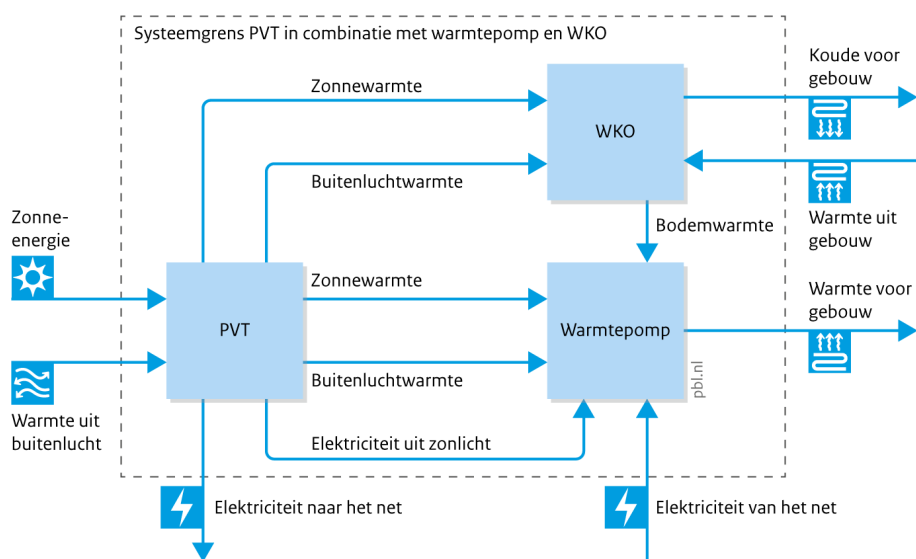 Systeemgrens PVT in combinatie met warmtepomp en WKO
Koude voor
gebouw
Zonnewarmte
WKO
Buitenluchtwarmte
Warmte uit
gebouw
Bodemwarmte
Zonne-
energie
Zonnewarmte
Warmte voor
gebouw
PVT
Warmtepomp
pbl.nl
Buitenluchtwarmte
Warmte uit
buitenlucht
Elektriciteit uit zonlicht
Elektriciteit naar het net
Elektriciteit van het net